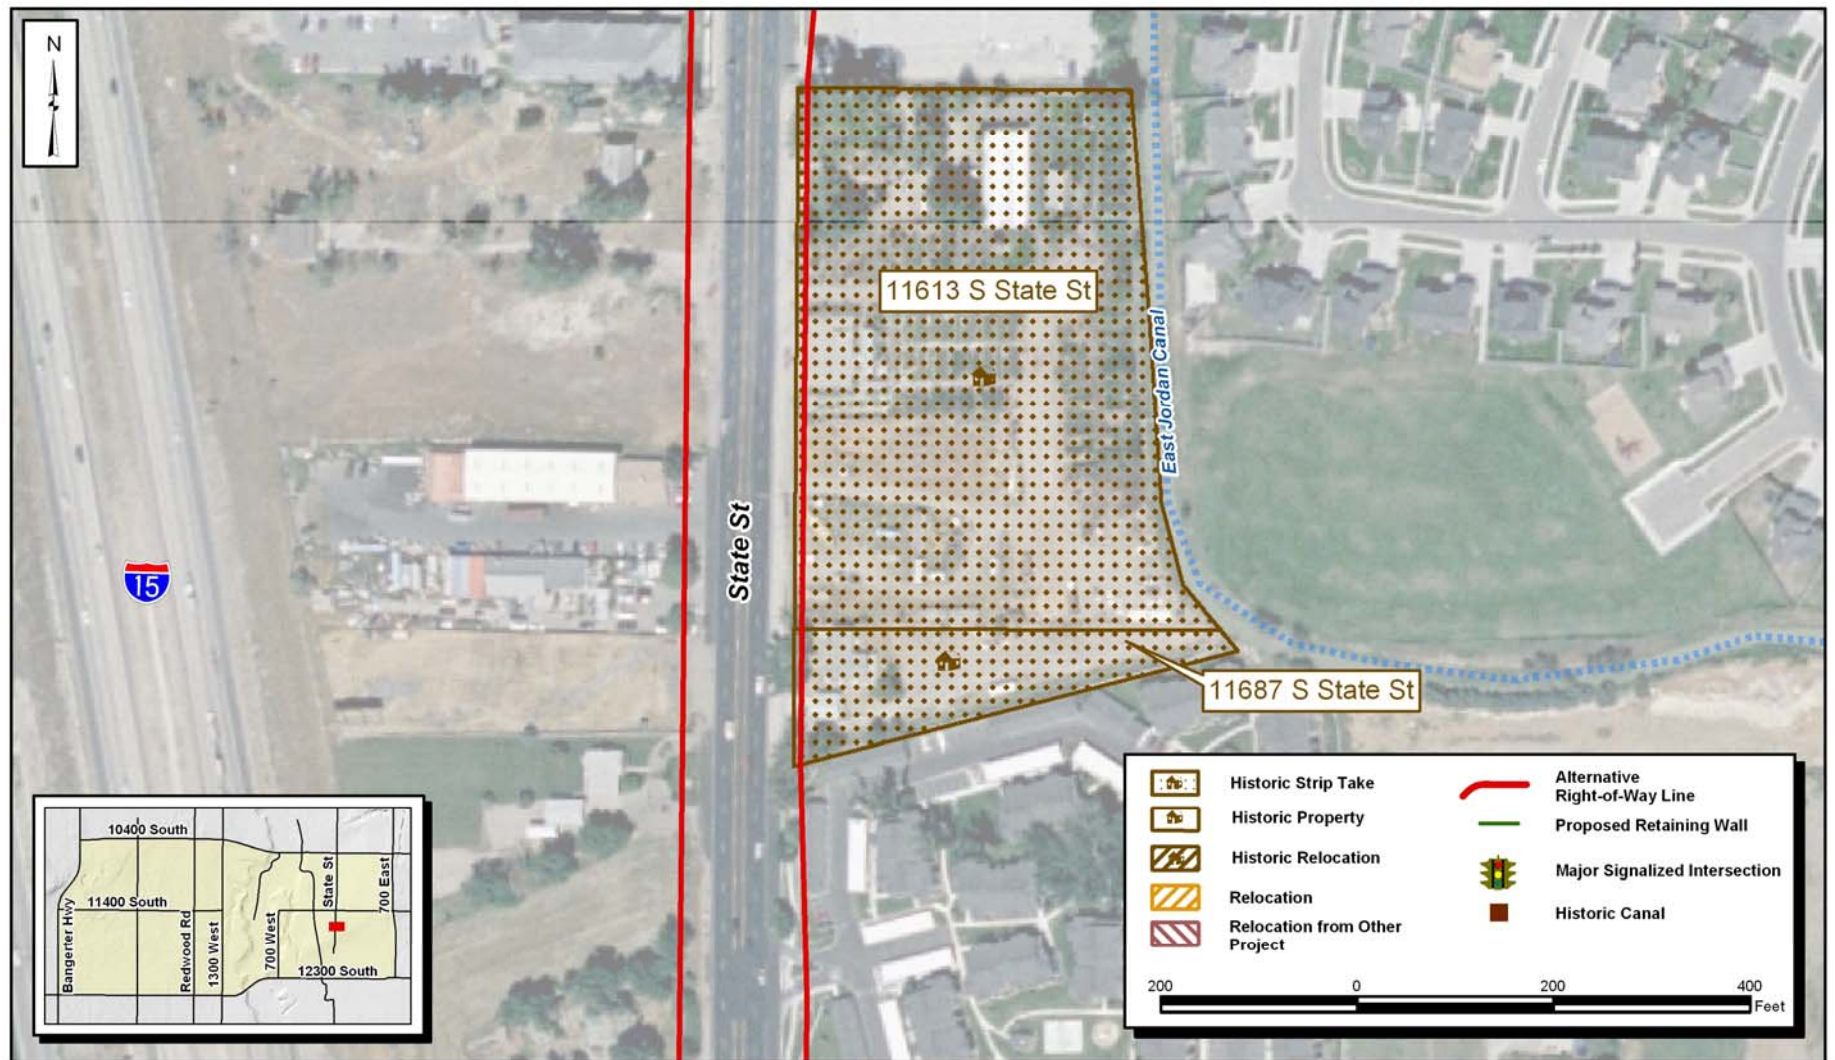 N
11613 S State St
East Jordan Canal
State St
15
11687 S State St
Historic Strip Take
Historic Property
Historic Relocation
Relocation
Relocation from Other
Project
Alternative
Right-of-Way Line
Proposed Retaining Wall
Major Signalized Intersection
Historic Canal
200
0
200
400
Feet
10400 South
11400 South
12300 South
Bangerter Hwy
Redwood Rd
1300 West
700 West
State St
700 East